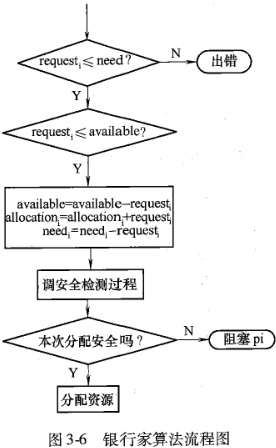 request_i ≤ need?
N
出错
Y
request_i ≤ available?
Y
available=available−request_i
allocation_i=allocation_i+request_i
need_i=need_i−request_i
调安全检测过程
本次分配安全吗?
N
阻塞 pi
Y
分配资源
图 3-6 银行家算法流程图